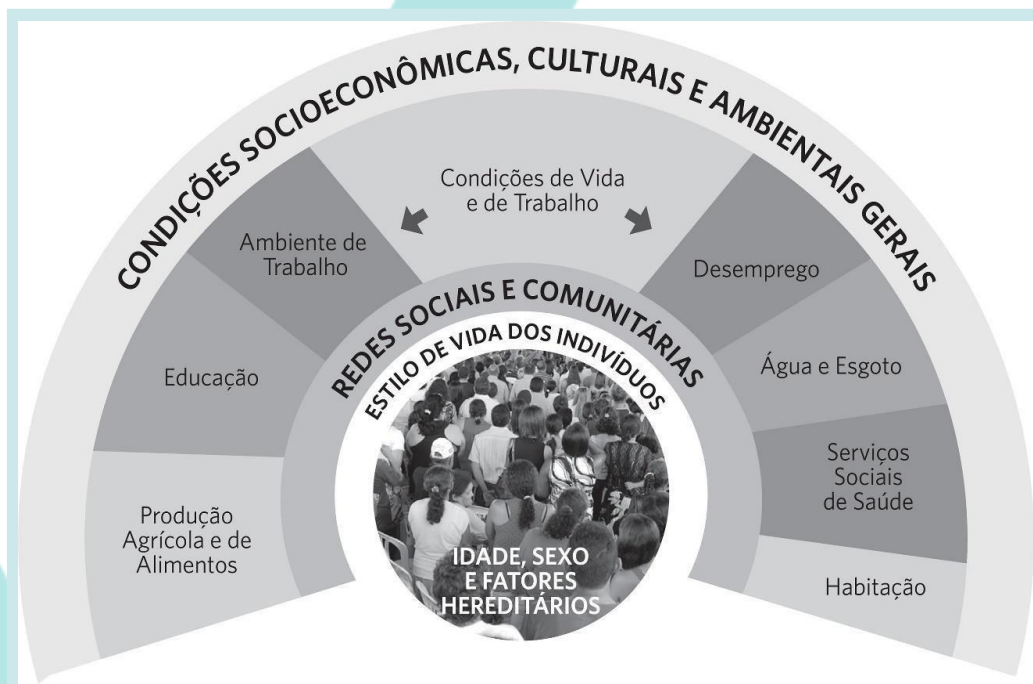 CONDIÇÕES SOCIOECONÔMICAS, CULTURAIS E AMBIENTAIS GERAIS
Condições de Vida
e de Trabalho
Ambiente de
Trabalho
Educação
Produção
Agrícola e de
Alimentos
Desemprego
Água e Esgoto
Serviços
Sociais
de Saúde
Habitação
REDES SOCIAIS E COMUNITÁRIAS
ESTILO DE VIDA DOS INDIVÍDUOS
IDADE, SEXO
E FATORES
HEREDITÁRIOS